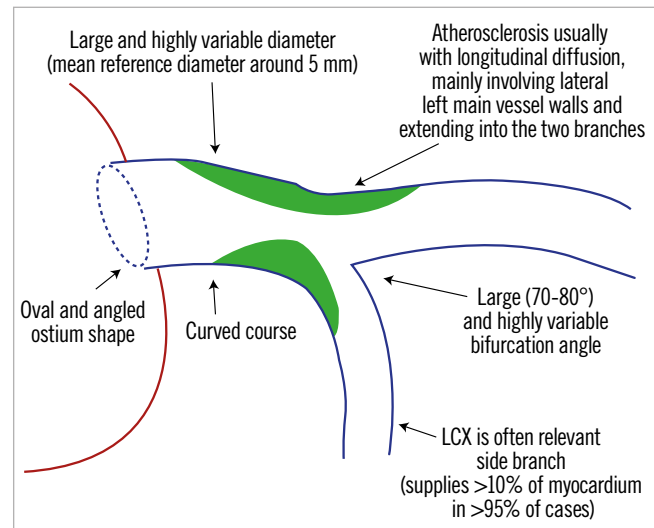 Large and highly variable diameter
(mean reference diameter around 5 mm)
Atherosclerosis usually
with longitudinal diffusion,
mainly involving lateral
left main vessel walls and
extending into the two branches
Oval and angled
ostium shape
Curved course
Large (70-80°)
and highly variable
bifurcation angle
LCX is often relevant
side branch
(supplies >10% of myocardium
in >95% of cases)